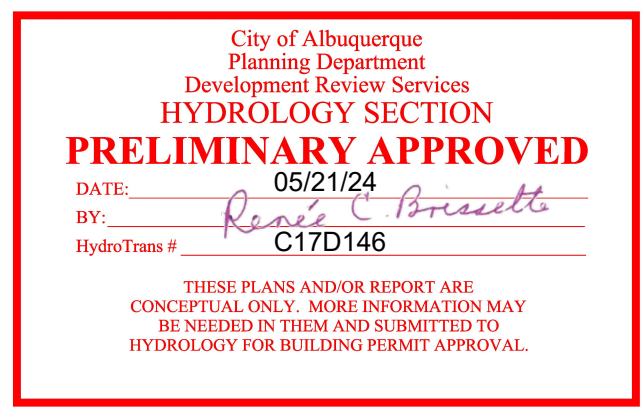 City of Albuquerque
Planning Department
Development Review Services
HYDROLOGY SECTION
PRELIMINARY APPROVED
DATE: 05/21/24
BY: Renée C. Brissette
HydroTrans # C17D146
THESE PLANS AND/OR REPORT ARE
CONCEPTUAL ONLY. MORE INFORMATION MAY
BE NEEDED IN THEM AND SUBMITTED TO
HYDROLOGY FOR BUILDING PERMIT APPROVAL.